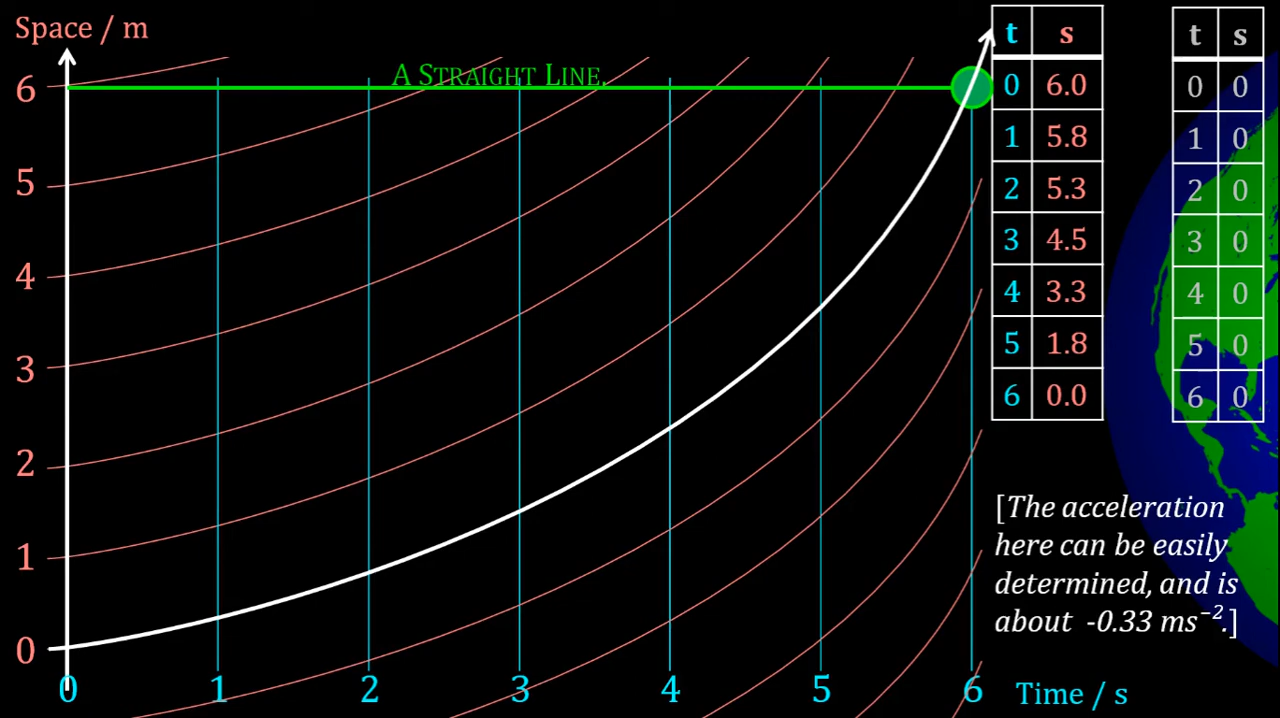 Space / m
A STRAIGHT LINE.
6
5
4
3
2
1
0
0 1 2 3 4 5 6 Time / s
t s
0 6.0
1 5.8
2 5.3
3 4.5
4 3.3
5 1.8
6 0.0
t s
0 0
1 0
2 0
3 0
4 0
5 0
6 0
[The acceleration
here can be easily
determined, and is
about -0.33 ms⁻².]